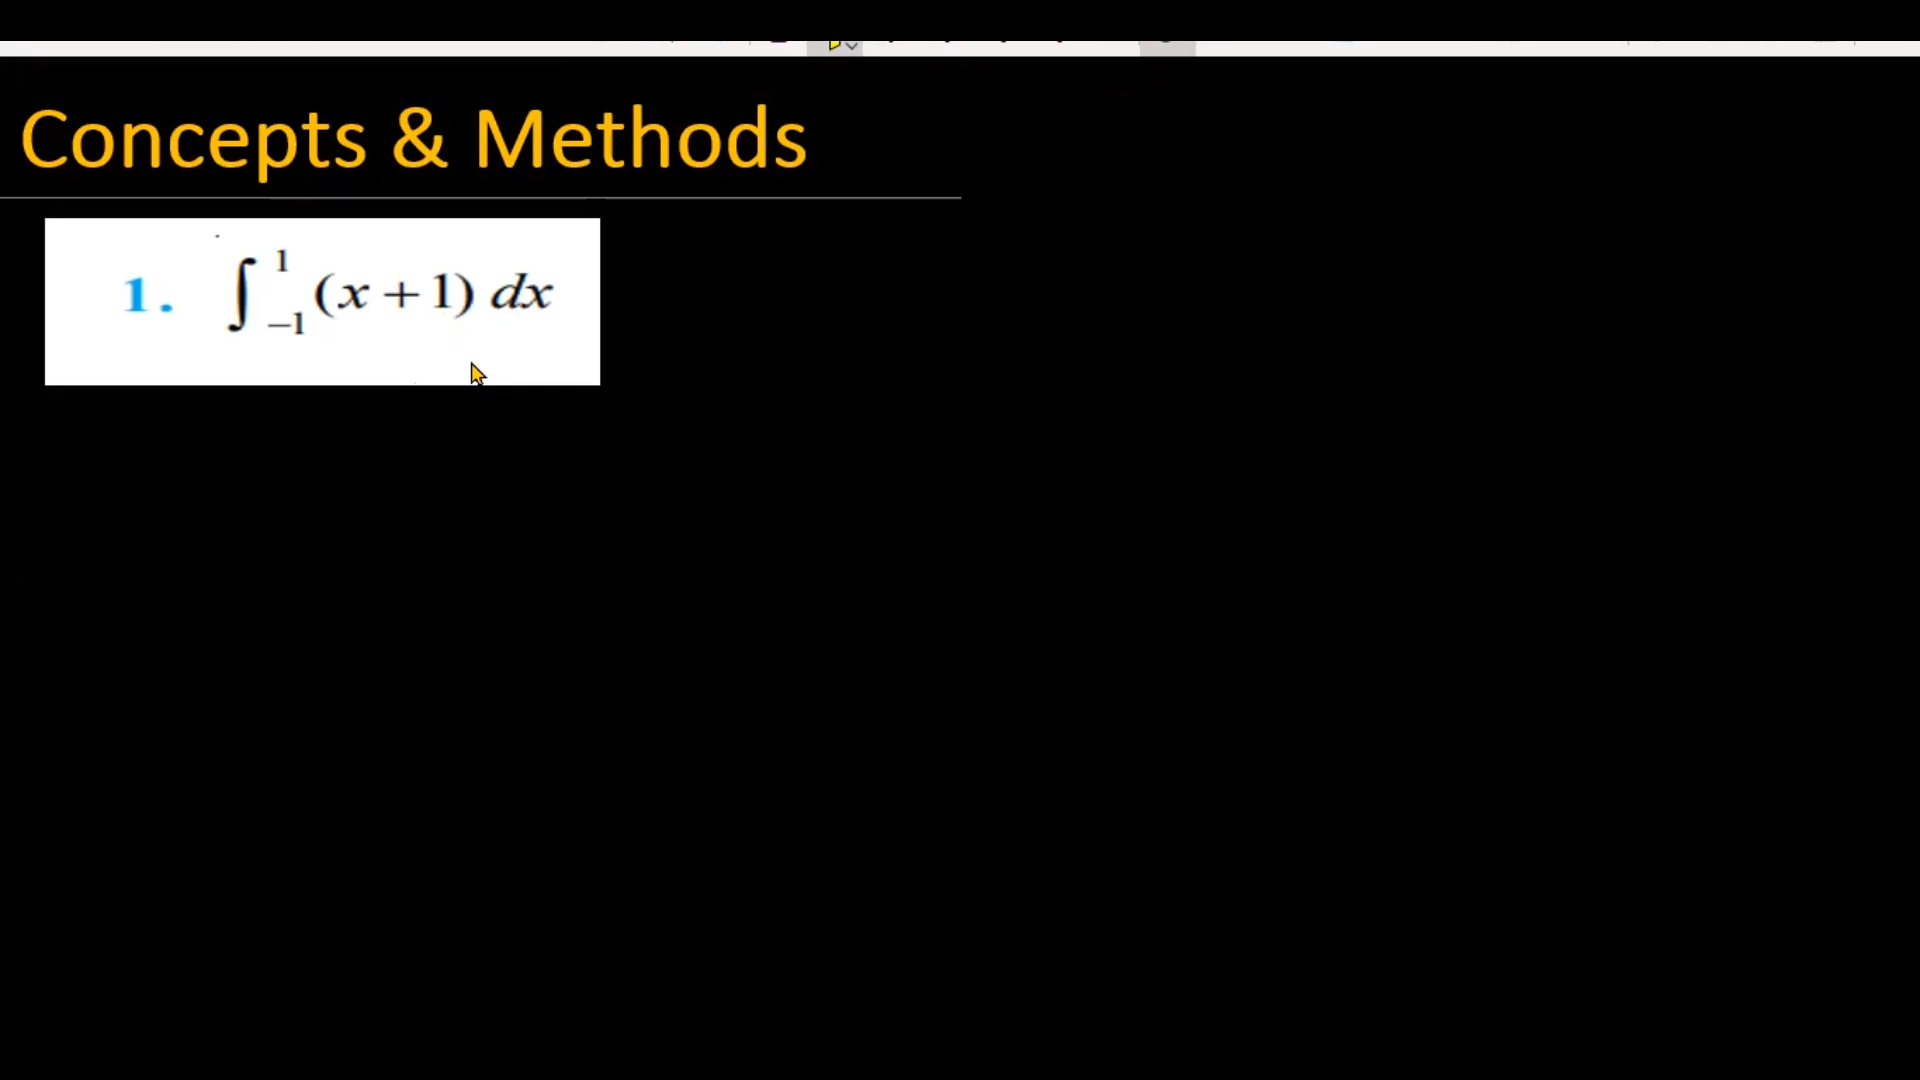 Concepts & Methods
1. ∫₋₁¹ (x + 1) dx